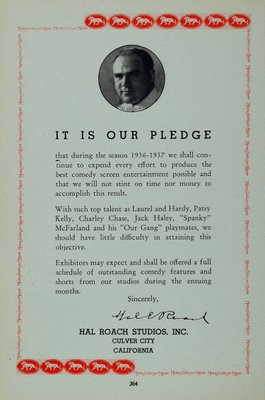 IT IS OUR PLEDGE
that during the season 1936-1937 we shall con-
tinue to expend every effort to produce the
best comedy screen entertainment possible and
that we will not stint on time nor money to
accomplish this result.
With such top talent as Laurel and Hardy, Patsy
Kelly, Charley Chase, Jack Haley, "Spanky"
McFarland and his "Our Gang" playmates, we
should have little difficulty in attaining this
objective.
Exhibitors may expect and shall be offered a full
schedule of outstanding comedy features and
shorts from our studios during the ensuing
months.
Sincerely,
Hal E Roach
HAL ROACH STUDIOS, INC.
CULVER CITY
CALIFORNIA
364